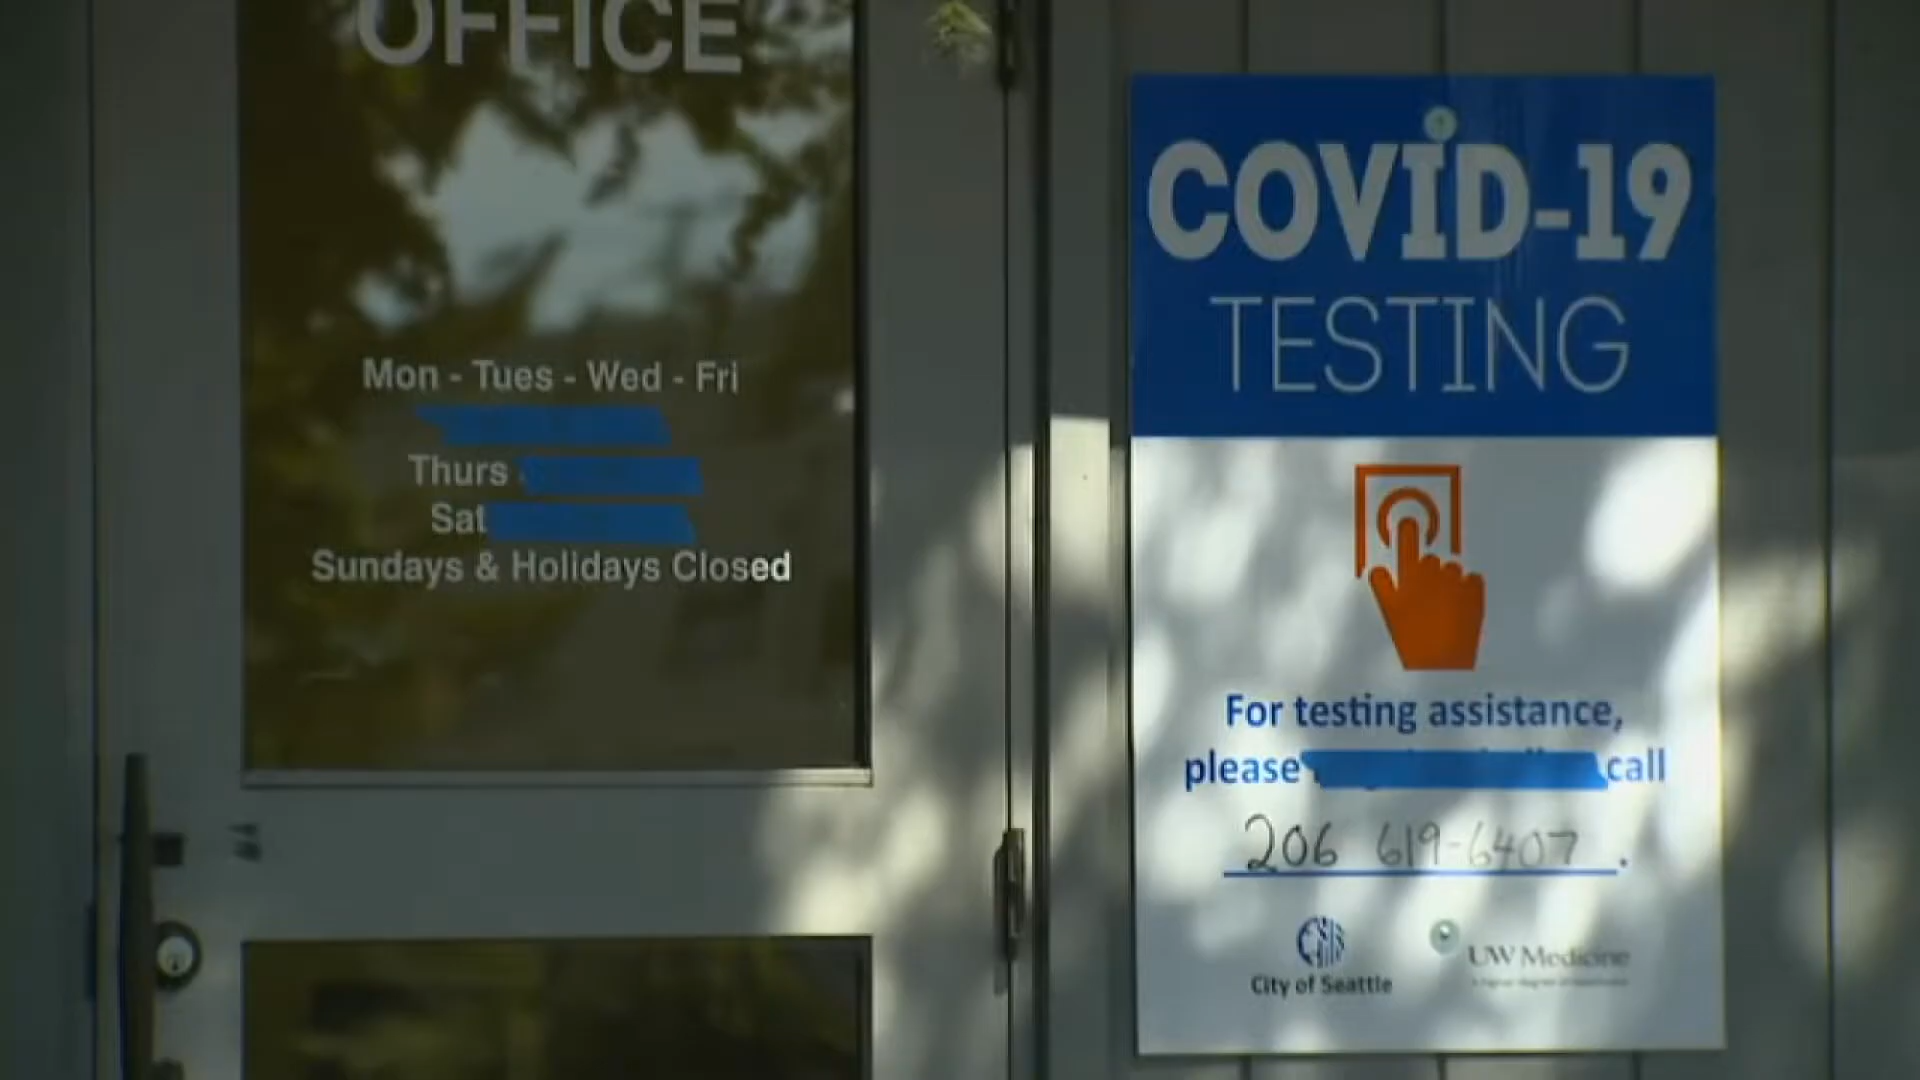 OFFICE
Mon - Tues - Wed - Fri
Thurs
Sat
Sundays & Holidays Closed
COVID-19
TESTING
For testing assistance,
please call
206 619-6407.
City of Seattle
UW Medicine